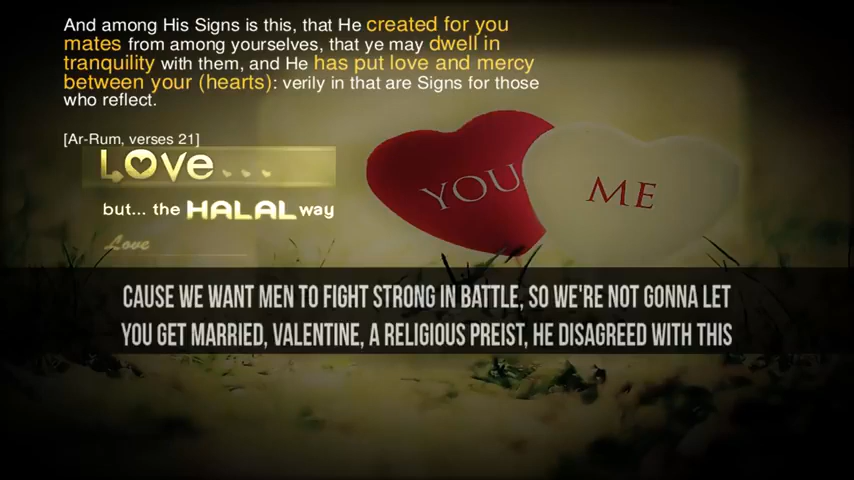 And among His Signs is this, that He created for you
mates from among yourselves, that ye may dwell in
tranquility with them, and He has put love and mercy
between your (hearts): verily in that are Signs for those
who reflect.
[Ar-Rum, verses 21]
LOve...
but... the HALAL way
Love
YOU
ME
CAUSE WE WANT MEN TO FIGHT STRONG IN BATTLE, SO WE'RE NOT GONNA LET
YOU GET MARRIED, VALENTINE, A RELIGIOUS PREIST, HE DISAGREED WITH THIS